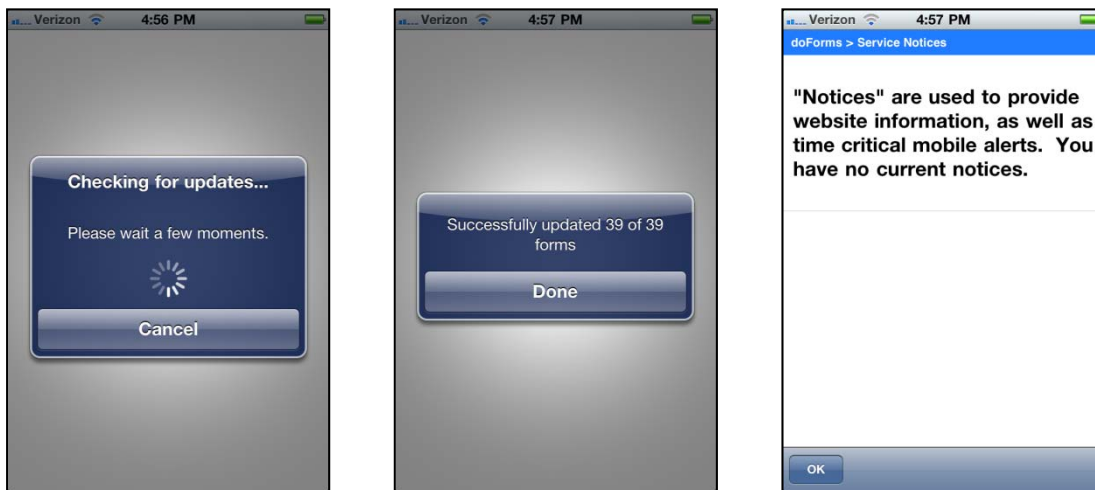 Verizon 4:56 PM
Checking for updates...
Please wait a few moments.
Cancel
Verizon 4:57 PM
Successfully updated 39 of 39
forms
Done
Verizon 4:57 PM
doForms > Service Notices
"Notices" are used to provide
website information, as well as
time critical mobile alerts. You
have no current notices.
OK